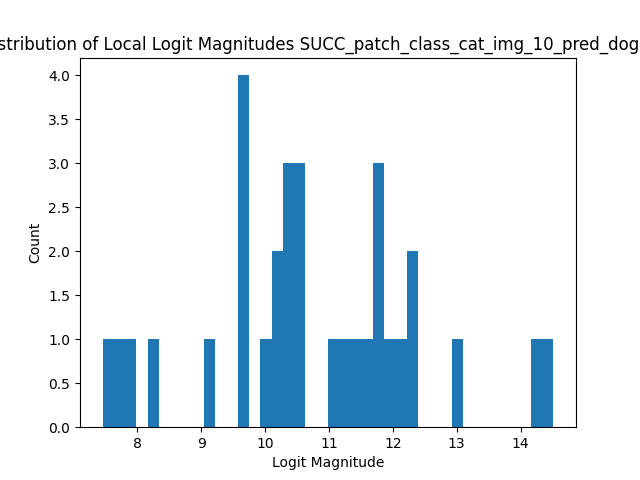 stribution of Local Logit Magnitudes SUCC_patch_class_cat_img_10_pred_dog
4.0
3.5
3.0
2.5
2.0
1.5
1.0
0.5
0.0
Count
8 9 10 11 12 13 14
Logit Magnitude